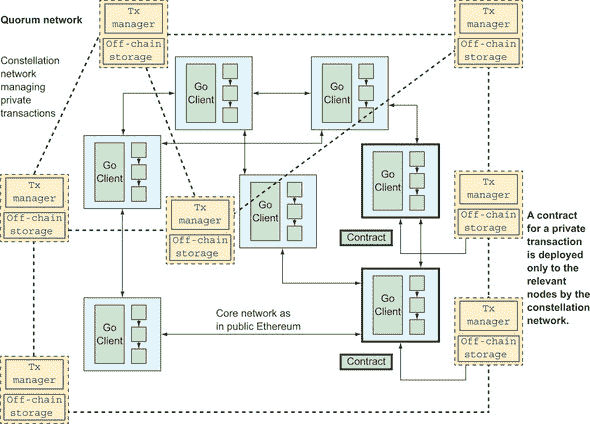 Quorum network
Tx
manager
Off-chain
storage
Tx
manager
Off-chain
storage
Constellation
network
managing
private
transactions
Go
Client
Go
Client
Go
Client
Go
Client
Tx
manager
Off-chain
storage
Tx
manager
Off-chain
storage
Go
Client
Tx
manager
Off-chain
storage
Contract
A contract
for a private
transaction
is deployed
only to the
relevant
nodes by the
constellation
network.
Go
Client
Core network as
in public Ethereum
Go
Client
Tx
manager
Off-chain
storage
Contract
Tx
manager
Off-chain
storage